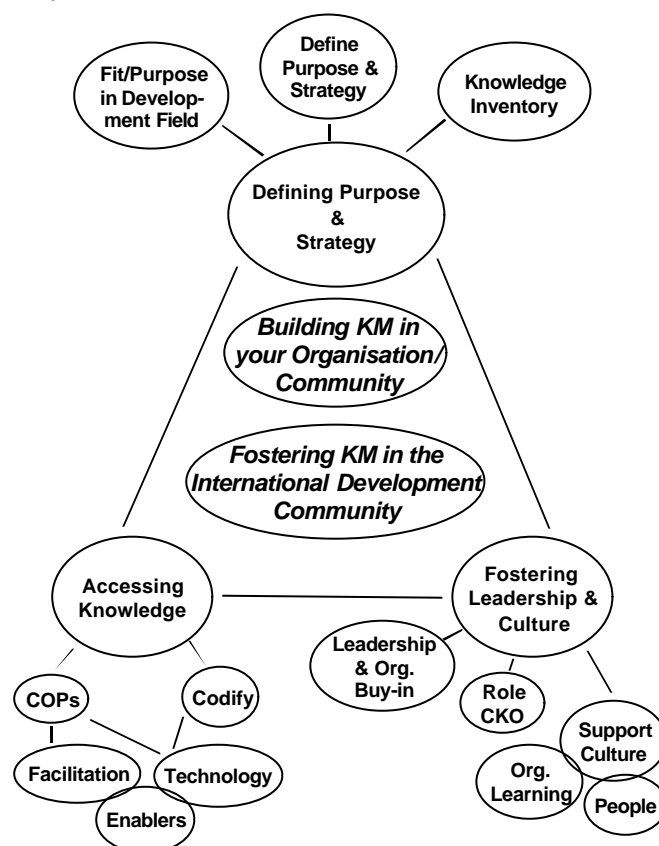 Define
Purpose &
Strategy
Fit/Purpose
in Develop-
ment Field
Knowledge
Inventory
Defining Purpose
&
Strategy
Building KM in
your Organisation/
Community
Fostering KM in the
International Development
Community
Accessing
Knowledge
Fostering
Leadership &
Culture
Leadership
& Org.
Buy-in
COPs
Codify
Role
CKO
Support
Culture
Facilitation
Technology
Org.
Learning
People
Enablers